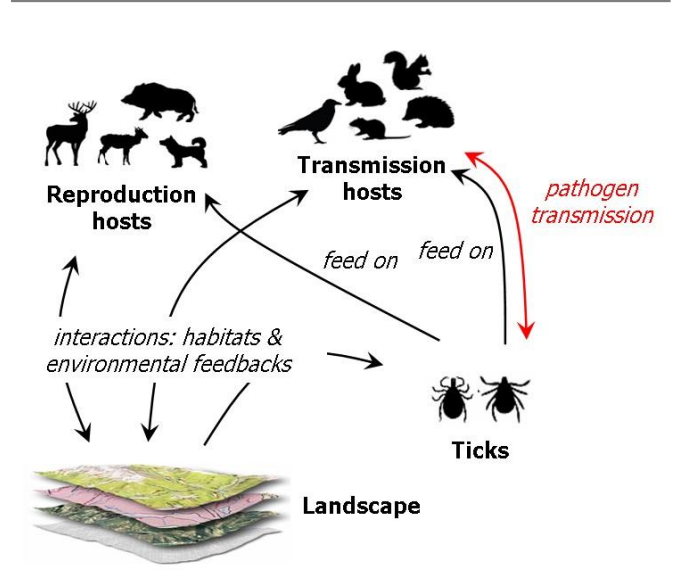 Reproduction
hosts
Transmission
hosts
pathogen
transmission
feed on
feed on
interactions: habitats &
environmental feedbacks
Ticks
Landscape